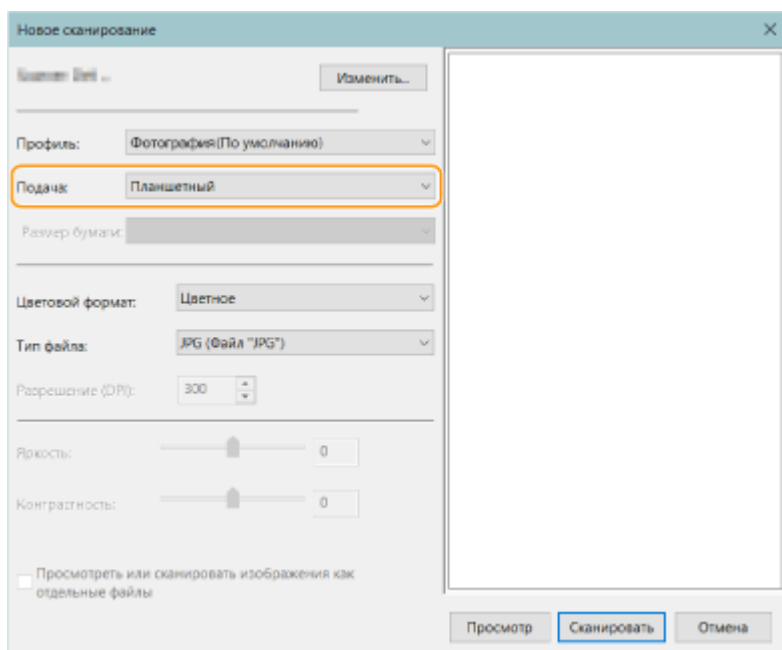 Новое сканирование
Изменить...
Профиль: Фотография(По умолчанию)
Подача: Планшетный
Размер бумаги:
Цветовой формат: Цветное
Тип файла: JPG (Файл "JPG")
Разрешение (DPI): 300
Яркость: 0
Контрастность: 0
Просмотреть или сканировать изображения как
отдельные файлы
Просмотр Сканировать Отмена